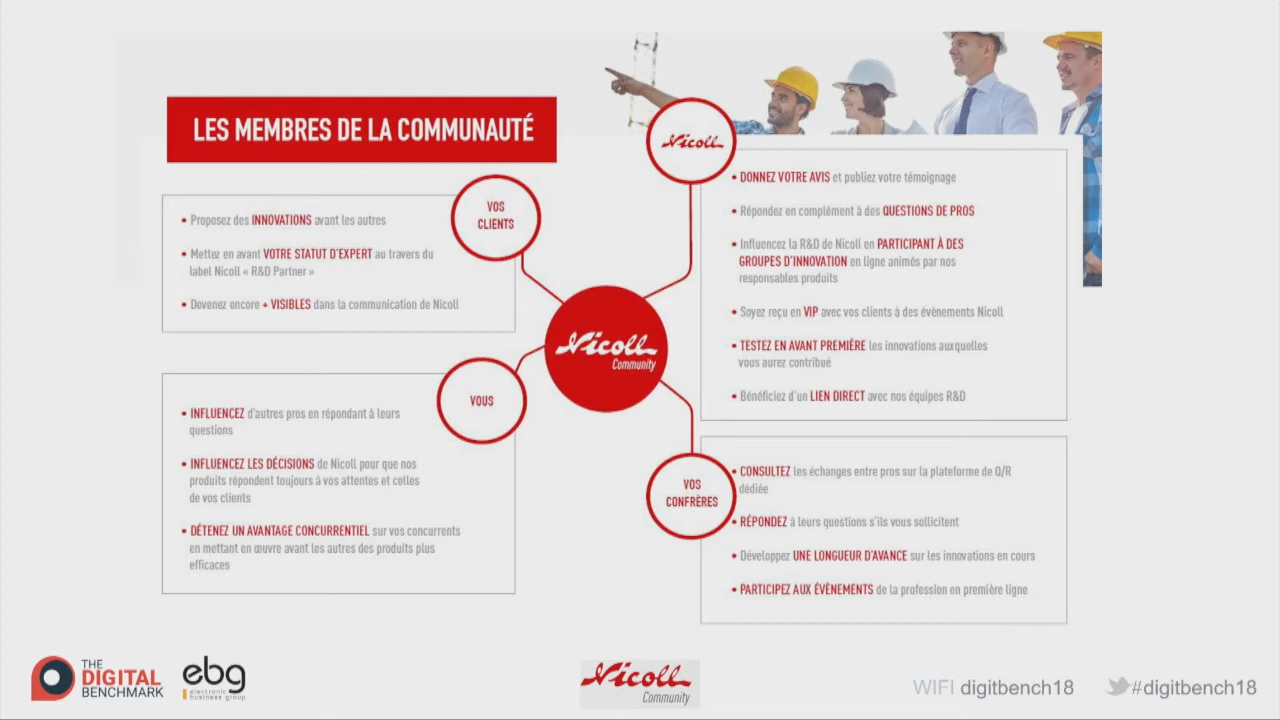 LES MEMBRES DE LA COMMUNAUTÉ
VOS
CLIENTS
• Proposez des INNOVATIONS avant les autres
• Mettez en avant VOTRE STATUT D'EXPERT au travers du
label Nicoll « R&D Partner »
• Devenez encore + VISIBLES dans la communication de Nicoll
VOUS
• INFLUENCEZ d'autres pros en répondant à leurs
questions
• INFLUENCEZ LES DÉCISIONS de Nicoll pour que nos
produits répondent toujours à vos attentes et celles
de vos clients
• DÉTENEZ UN AVANTAGE CONCURRENTIEL sur vos concurrents
en mettant en œuvre avant les autres des produits plus
efficaces
Nicoll
Community
Nicoll
• DONNEZ VOTRE AVIS et publiez votre témoignage
• Répondez en complément à des QUESTIONS DE PROS
• Influencez la R&D de Nicoll en PARTICIPANT À DES
GROUPES D'INNOVATION en ligne animés par nos
responsables produits
• Soyez reçu en VIP avec vos clients à des évènements Nicoll
• TESTEZ EN AVANT PREMIÈRE les innovations auxquelles
vous aurez contribué
• Bénéficiez d'un LIEN DIRECT avec nos équipes R&D
VOS
CONFRÈRES
• CONSULTEZ les échanges entre pros sur la plateforme de Q/R
dédiée
• RÉPONDEZ à leurs questions s'ils vous sollicitent
• Développez UNE LONGUEUR D'AVANCE sur les innovations en cours
• PARTICIPEZ AUX ÉVÈNEMENTS de la profession en première ligne
THE
DIGITAL
BENCHMARK
ebg
electronic
business group
Nicoll
Community
WIFI digitbench18
#digitbench18